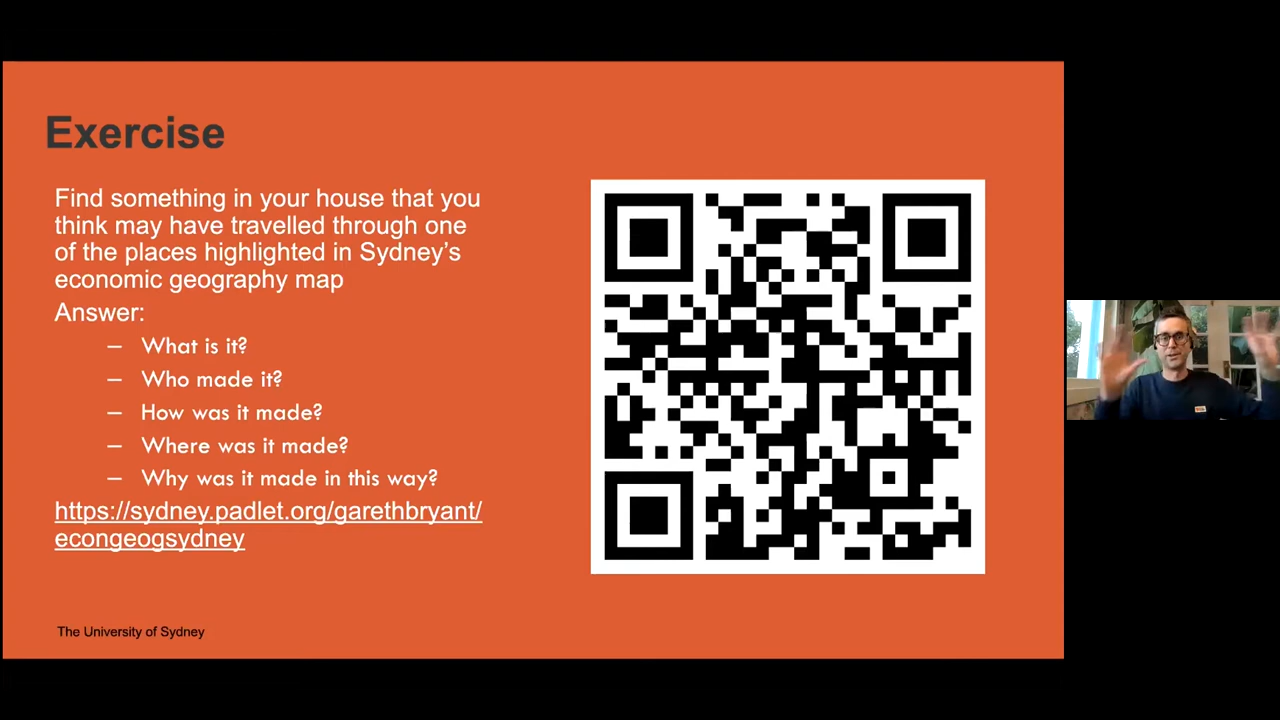 Exercise
Find something in your house that you
think may have travelled through one
of the places highlighted in Sydney’s
economic geography map
Answer:
– What is it?
– Who made it?
– How was it made?
– Where was it made?
– Why was it made in this way?
https://sydney.padlet.org/garethbryant/
econgeogsydney
The University of Sydney